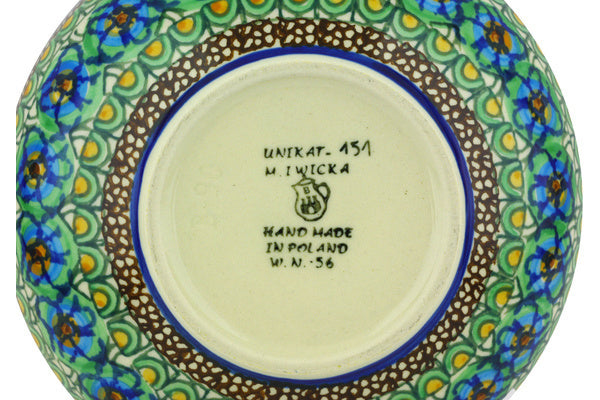 UNIKAT- 151
M. IWICKA
HAND MADE
IN POLAND
W. N. - 56